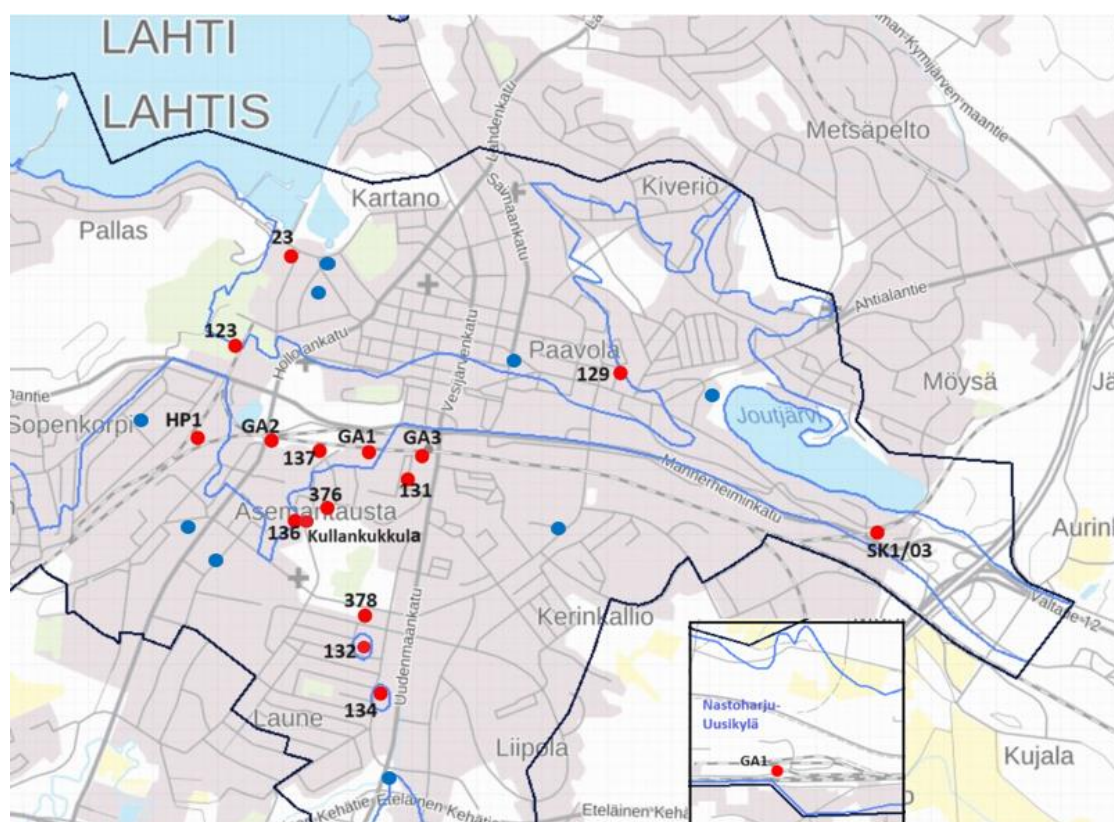 LAHTI
LAHTIS
Lahdenkatu
Metsäpelto
Kartano
Saimaankatu
Kiveriö
Pallas
23
Ahtialantie
123
Hollolankatu
Vesijärvenkatu
Paavola
129
Möysä
Joutjärvi
Sopenkorpi
HP1
GA2
137
GA1
GA3
131
Mannerheiminkatu
376
Asemantausta
136
Kullankukkula
SK1/03
378
Kerinkallio
Valtatie 12
132
Uudenmaankatu
134
Laune
Liipola
Nastoharju-
Uusikylä
GA1
Kujala
Eteläinen Kehätie